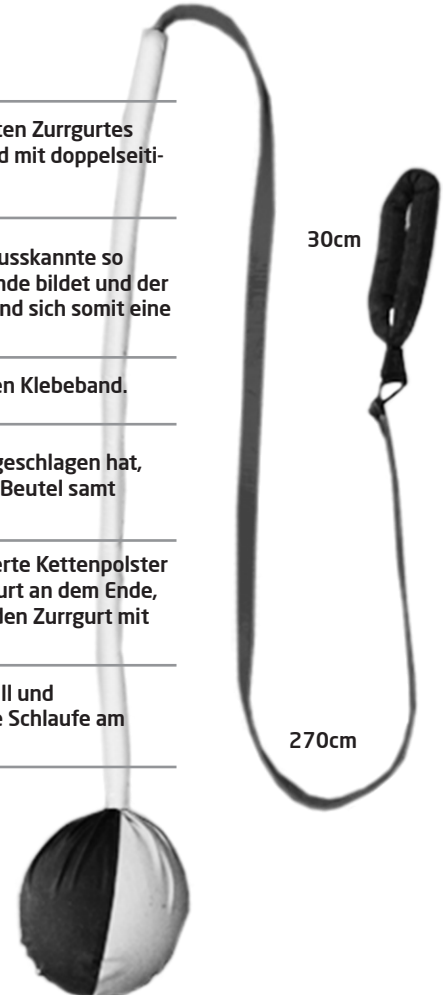 ten Zurrgurtes
d mit doppelseiti-
usskannte so
nde bildet und der
nd sich somit eine
en Klebeband.
geschlagen hat,
Beutel samt
erte Kettenpolster
urt an dem Ende,
den Zurrgurt mit
ll und
e Schlaufe am
30cm
270cm